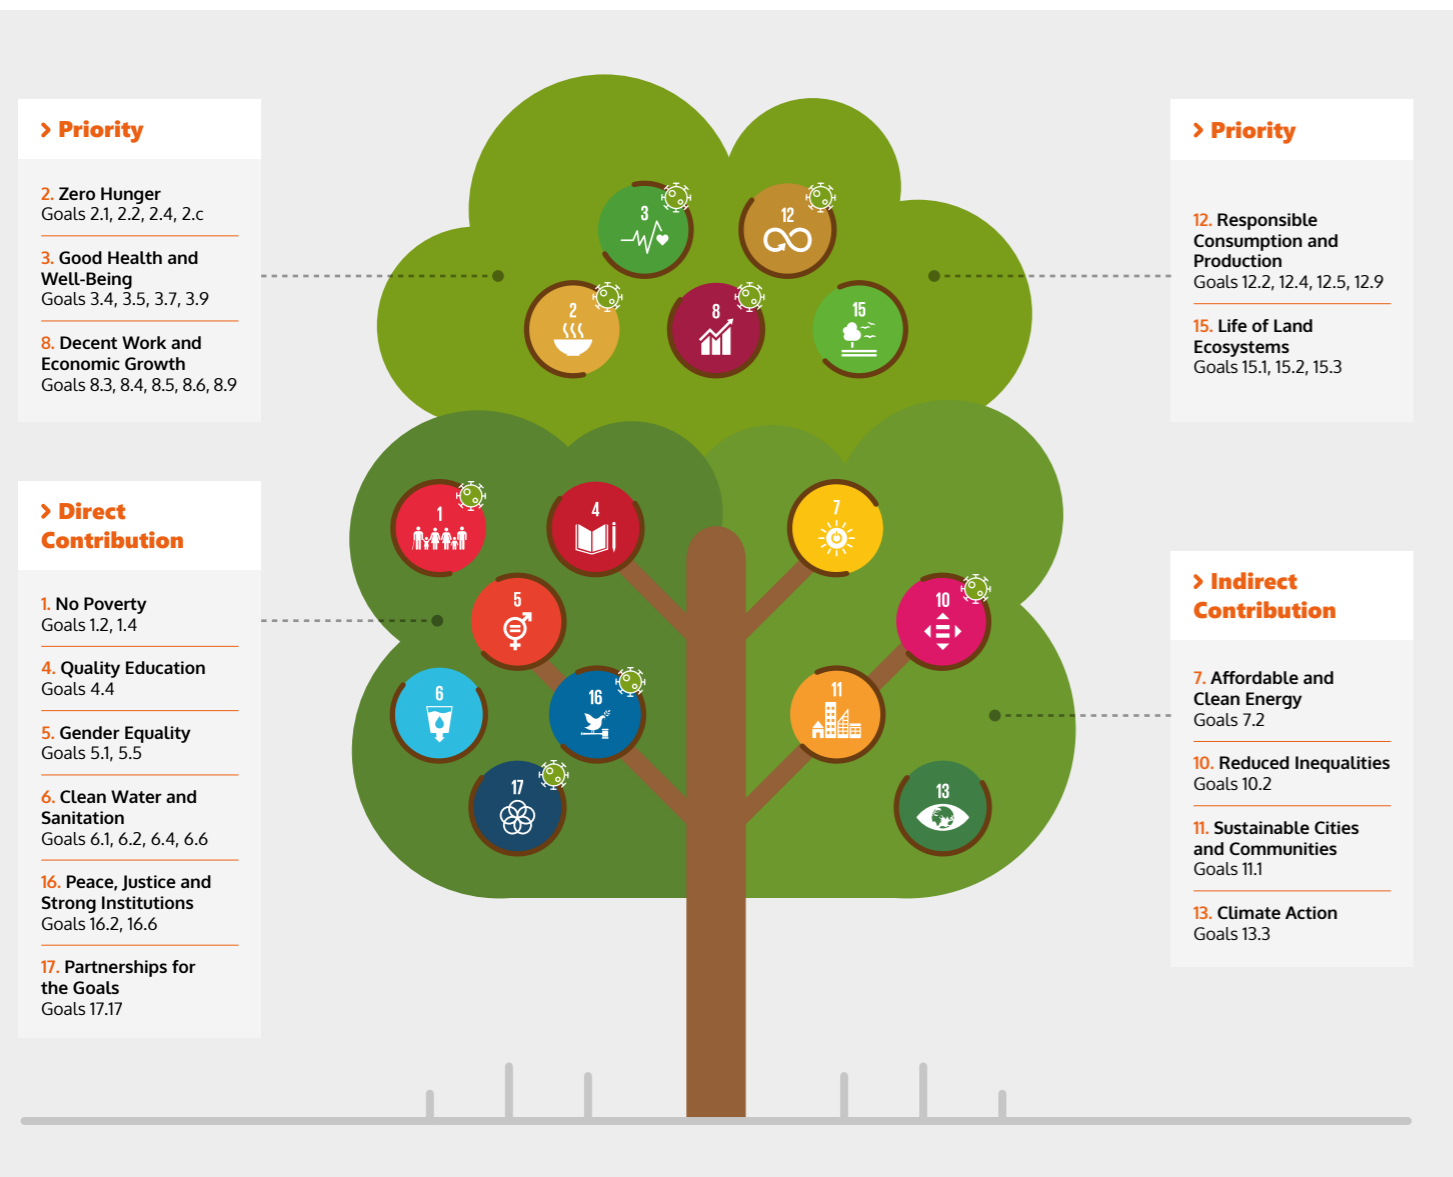 > Priority
2. Zero Hunger
Goals 2.1, 2.2, 2.4, 2.c
3. Good Health and
Well-Being
Goals 3.4, 3.5, 3.7, 3.9
8. Decent Work and
Economic Growth
Goals 8.3, 8.4, 8.5, 8.6, 8.9
> Direct
Contribution
1. No Poverty
Goals 1.2, 1.4
4. Quality Education
Goals 4.4
5. Gender Equality
Goals 5.1, 5.5
6. Clean Water and
Sanitation
Goals 6.1, 6.2, 6.4, 6.6
16. Peace, Justice and
Strong Institutions
Goals 16.2, 16.6
17. Partnerships for
the Goals
Goals 17.17
3
12
2
8
15
1
4
7
5
10
6
16
11
17
13
> Priority
12. Responsible
Consumption and
Production
Goals 12.2, 12.4, 12.5, 12.9
15. Life of Land
Ecosystems
Goals 15.1, 15.2, 15.3
> Indirect
Contribution
7. Affordable and
Clean Energy
Goals 7.2
10. Reduced Inequalities
Goals 10.2
11. Sustainable Cities
and Communities
Goals 11.1
13. Climate Action
Goals 13.3